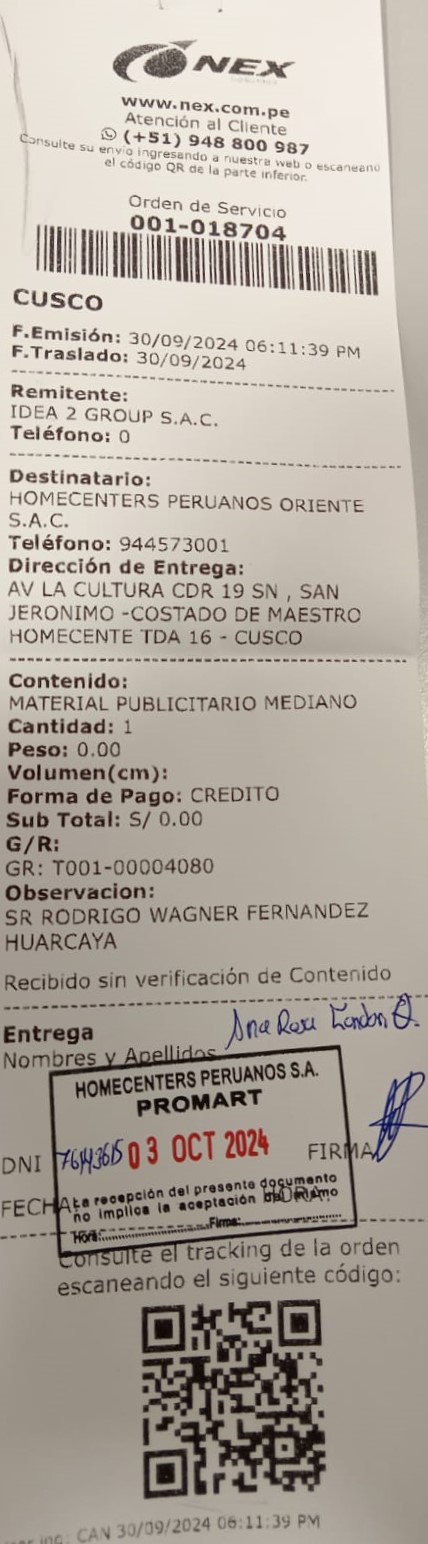 NEX
www.nex.com.pe
Atención al Cliente
(+51) 948 800 987
Consulte su envío ingresando a nuestra web o escaneand
el código QR de la parte inferior.
Orden de Servicio
001-018704
CUSCO
F.Emisión: 30/09/2024 06:11:39 PM
F.Traslado: 30/09/2024
Remitente:
IDEA 2 GROUP S.A.C.
Teléfono: 0
Destinatario:
HOMECENTERS PERUANOS ORIENTE
S.A.C.
Teléfono: 944573001
Dirección de Entrega:
AV LA CULTURA CDR 19 SN , SAN
JERONIMO -COSTADO DE MAESTRO
HOMECENTE TDA 16 - CUSCO
Contenido:
MATERIAL PUBLICITARIO MEDIANO
Cantidad: 1
Peso: 0.00
Volumen(cm):
Forma de Pago: CREDITO
Sub Total: S/ 0.00
G/R:
GR: T001-00004080
Observacion:
SR RODRIGO WAGNER FERNANDEZ
HUARCAYA
Recibido sin verificación de Contenido
Entrega
Ana Rosa
Nombres y Apellidos
HOMECENTERS PERUANOS S.A.
PROMART
DNI 03 OCT 2024 FIRMA
FECHA HORA:
La recepción del presente documento
no implica la aceptación del mismo
Hora: Firma:
Consulte el tracking de la orden
escaneando el siguiente código:
CAN 30/09/2024 06:11:39 PM